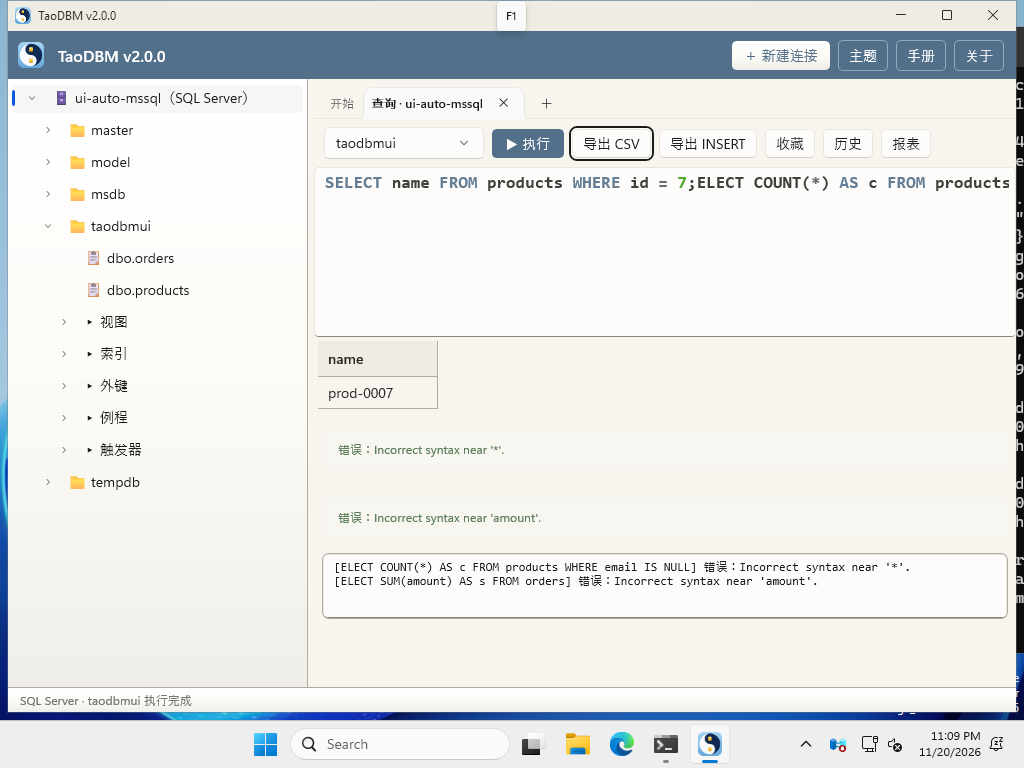 TaoDBM v2.0.0
F1
TaoDBM v2.0.0
+ 新建连接
主题
手册
关于
ui-auto-mssql（SQL Server）
master
model
msdb
taodbmui
dbo.orders
dbo.products
视图
索引
外键
例程
触发器
tempdb
开始
查询 · ui-auto-mssql
taodbmui
执行
导出 CSV
导出 INSERT
收藏
历史
报表
SELECT name FROM products WHERE id = 7;ELECT COUNT(*) AS c FROM products
name
prod-0007
错误：Incorrect syntax near '*'.
错误：Incorrect syntax near 'amount'.
[ELECT COUNT(*) AS c FROM products WHERE email IS NULL] 错误：Incorrect syntax near '*'.
[ELECT SUM(amount) AS s FROM orders] 错误：Incorrect syntax near 'amount'.
SQL Server · taodbmui 执行完成
Search
11:09 PM
11/20/2026